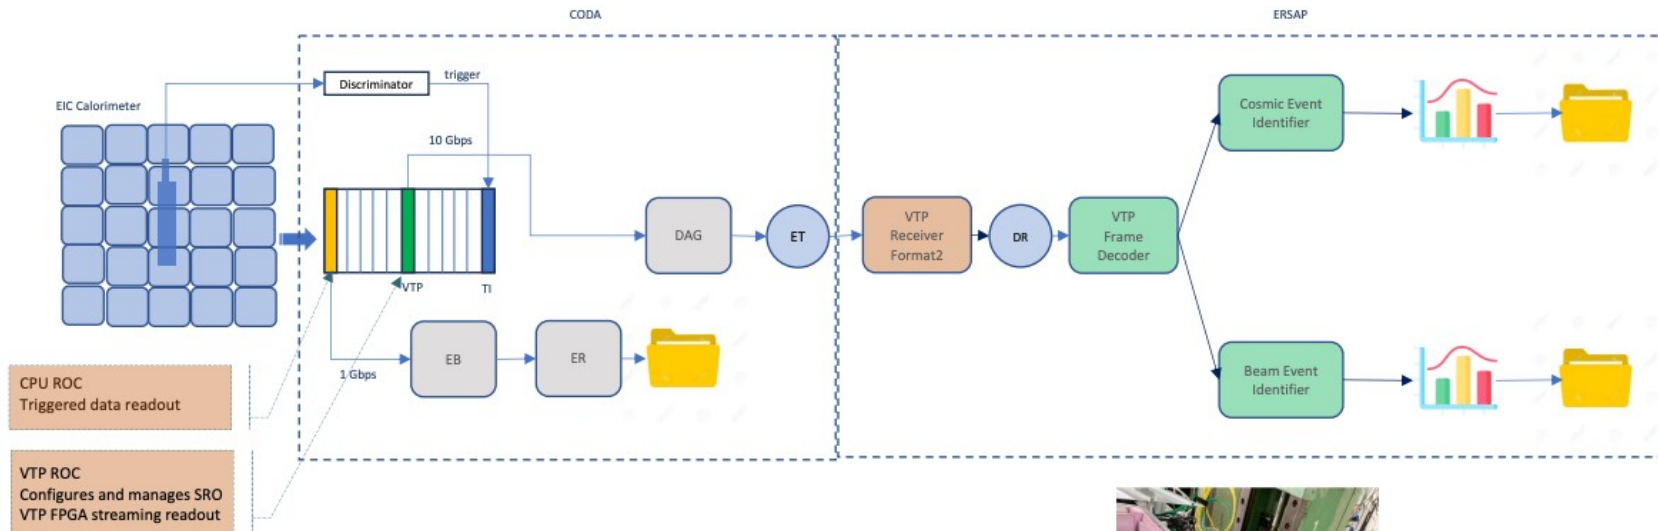 CODA
ERSAP
Discriminator
trigger
EIC Calorimeter
10 Gbps
Cosmic Event
Identifier
DAG
ET
VTP
Receiver
Format2
DR
VTP
Frame
Decoder
VTP
TI
EB
ER
1 Gbps
Beam Event
Identifier
CPU ROC
Triggered data readout
VTP ROC
Configures and manages SRO
VTP FPGA streaming readout